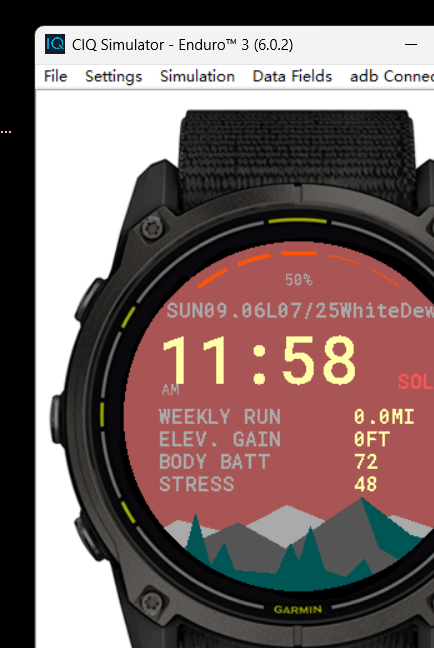 IQ CIQ Simulator - Enduro™ 3 (6.0.2)
File Settings Simulation Data Fields adb Connec
...
50%
SUN09.06L07/25WhiteDew
11:58
AM
SOL
WEEKLY RUN 0.0MI
ELEV. GAIN 0FT
BODY BATT 72
STRESS 48
GARMIN